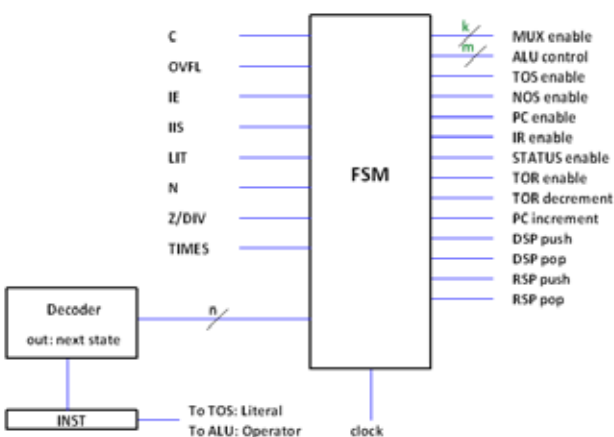 C
OVFL
IE
IIS
LIT
N
Z/DIV
TIMES
FSM
k
m
MUX enable
ALU control
TOS enable
NOS enable
PC enable
IR enable
STATUS enable
TOR enable
TOR decrement
PC increment
DSP push
DSP pop
RSP push
RSP pop
Decoder
out: next state
n
INST
To TOS: Literal
To ALU: Operator
clock